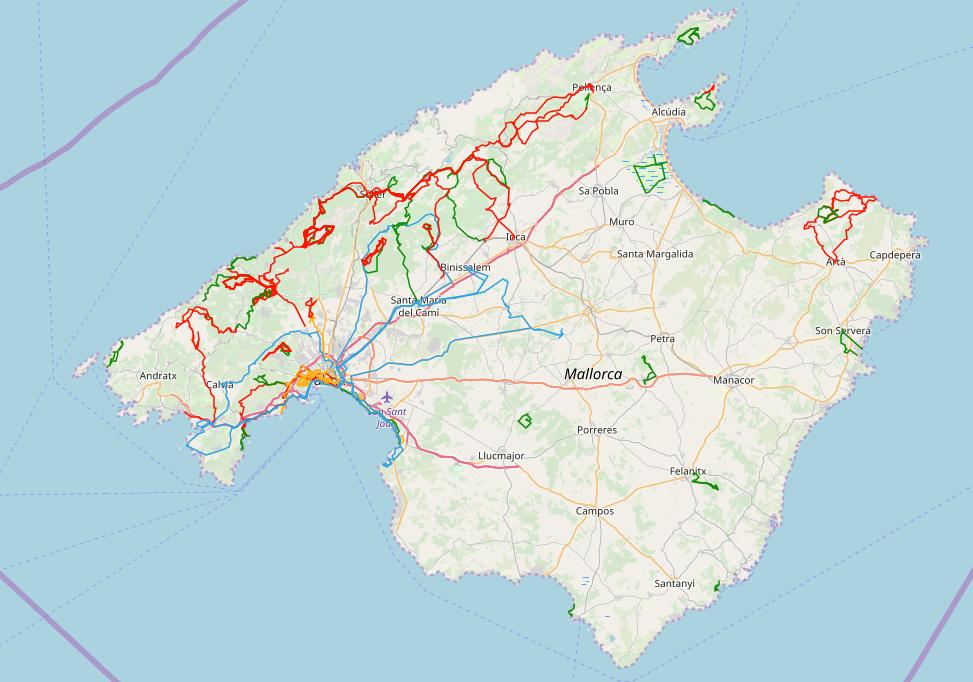 Pollença
Alcúdia
Sóller
Sa Pobla
Muro
Inca
Santa Margalida
Artà
Capdepera
Binissalem
Santa Maria
del Camí
Son Servera
Petra
Andratx
Calvià
Mallorca
Manacor
Son Sant
Porreres
Llucmajor
Felanitx
Campos
Santanyí